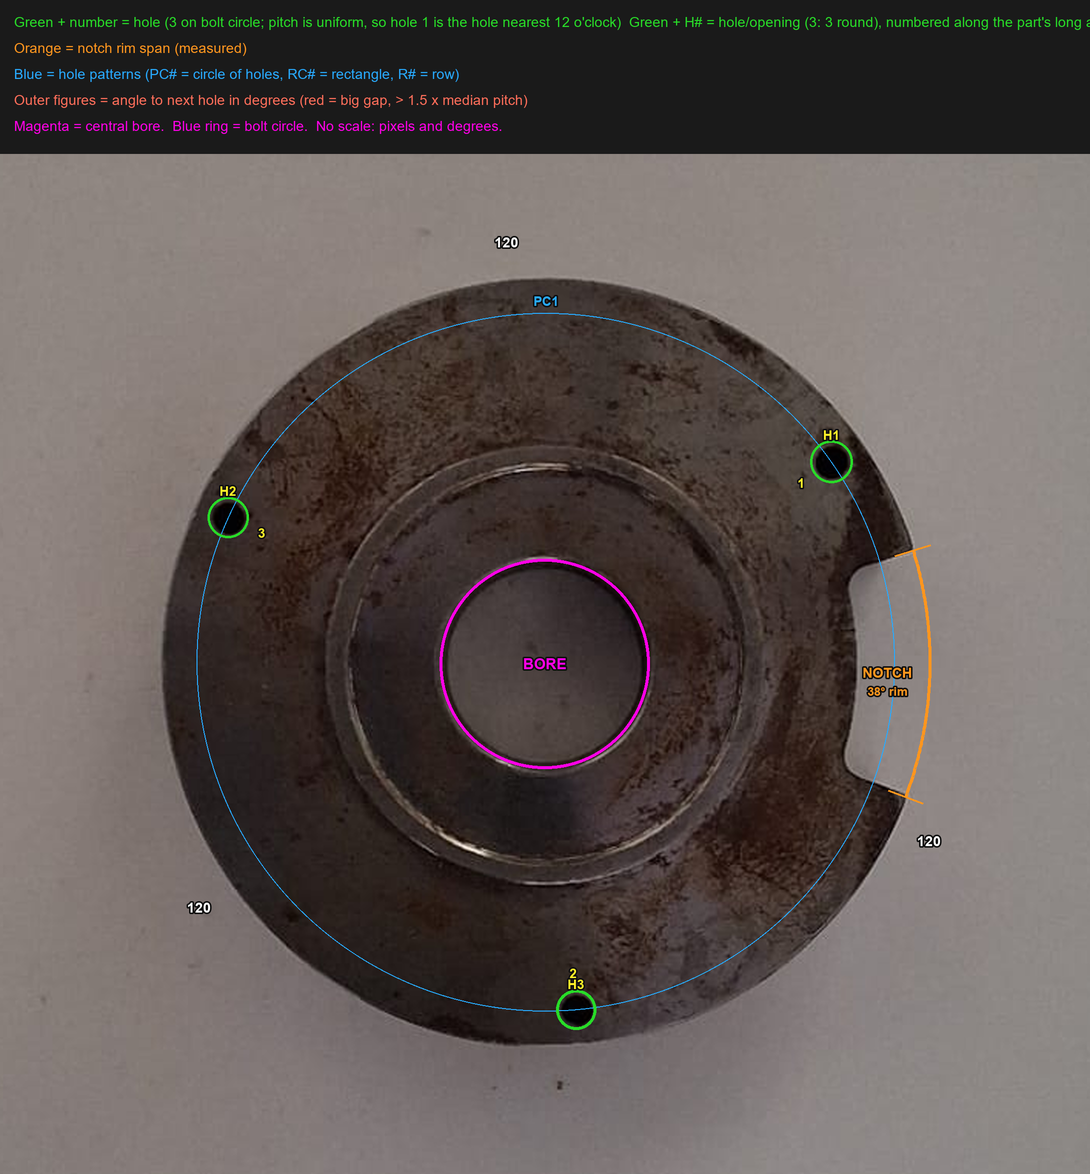 Green + number = hole (3 on bolt circle; pitch is uniform, so hole 1 is the hole nearest 12 o'clock)  Green + H# = hole/opening (3: 3 round), numbered along the part's long
Orange = notch rim span (measured)
Blue = hole patterns (PC# = circle of holes, RC# = rectangle, R# = row)
Outer figures = angle to next hole in degrees (red = big gap, > 1.5 x median pitch)
Magenta = central bore.  Blue ring = bolt circle.  No scale: pixels and degrees.
120
PC1
H1
1
H2
3
BORE
NOTCH
38° rim
120
120
2
H3